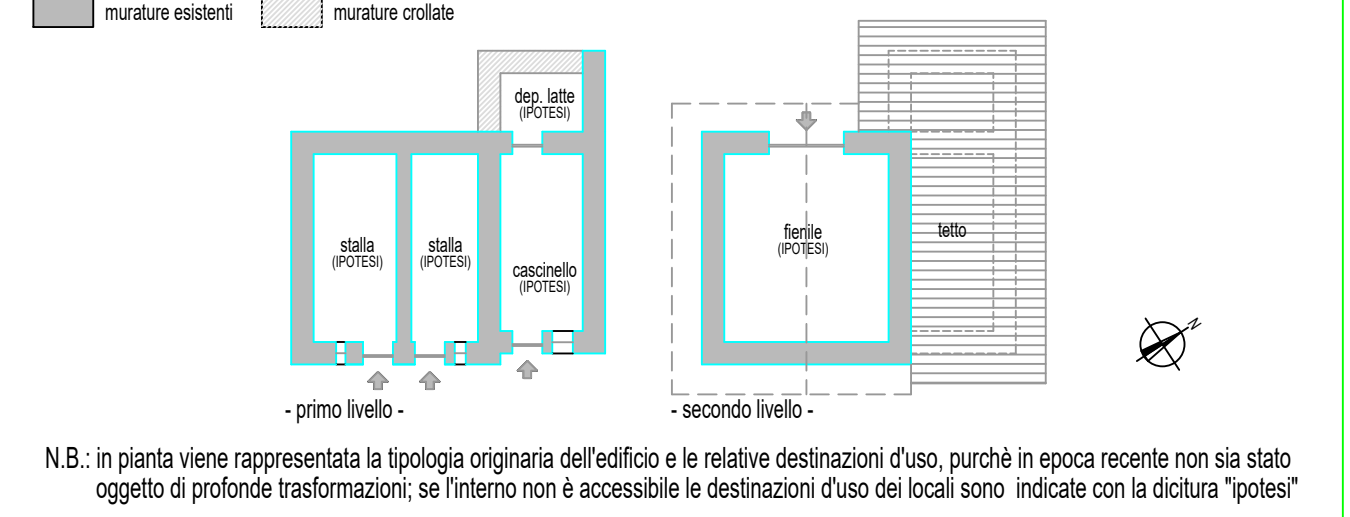 murature esistenti
murature crollate
dep. latte
(IPOTESI)
stalla
(IPOTESI)
stalla
(IPOTESI)
cascinello
(IPOTESI)
- primo livello -
fienile
(IPOTESI)
tetto
- secondo livello -
N
N.B.: in pianta viene rappresentata la tipologia originaria dell'edificio e le relative destinazioni d'uso, purchè in epoca recente non sia stato
oggetto di profonde trasformazioni; se l'interno non è accessibile le destinazioni d'uso dei locali sono indicate con la dicitura "ipotesi"